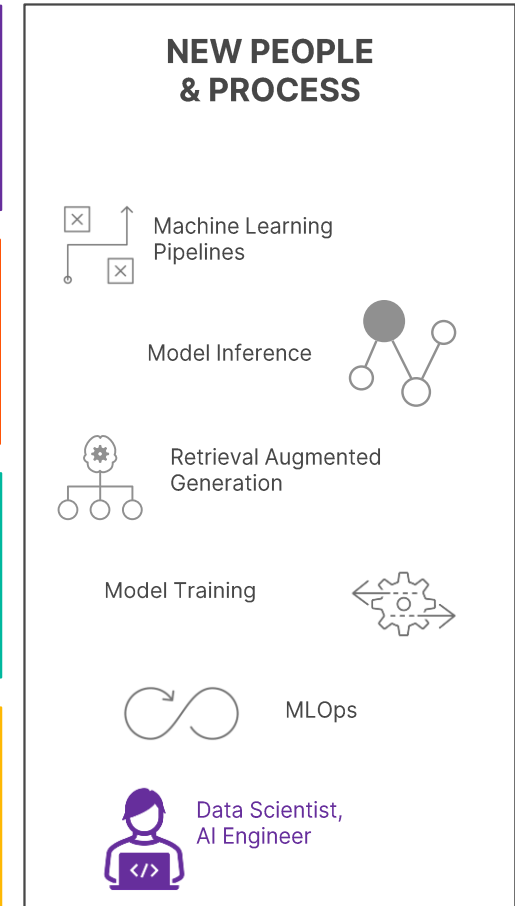 NEW PEOPLE
& PROCESS
Machine Learning
Pipelines
Model Inference
Retrieval Augmented
Generation
Model Training
MLOps
Data Scientist,
AI Engineer
</>